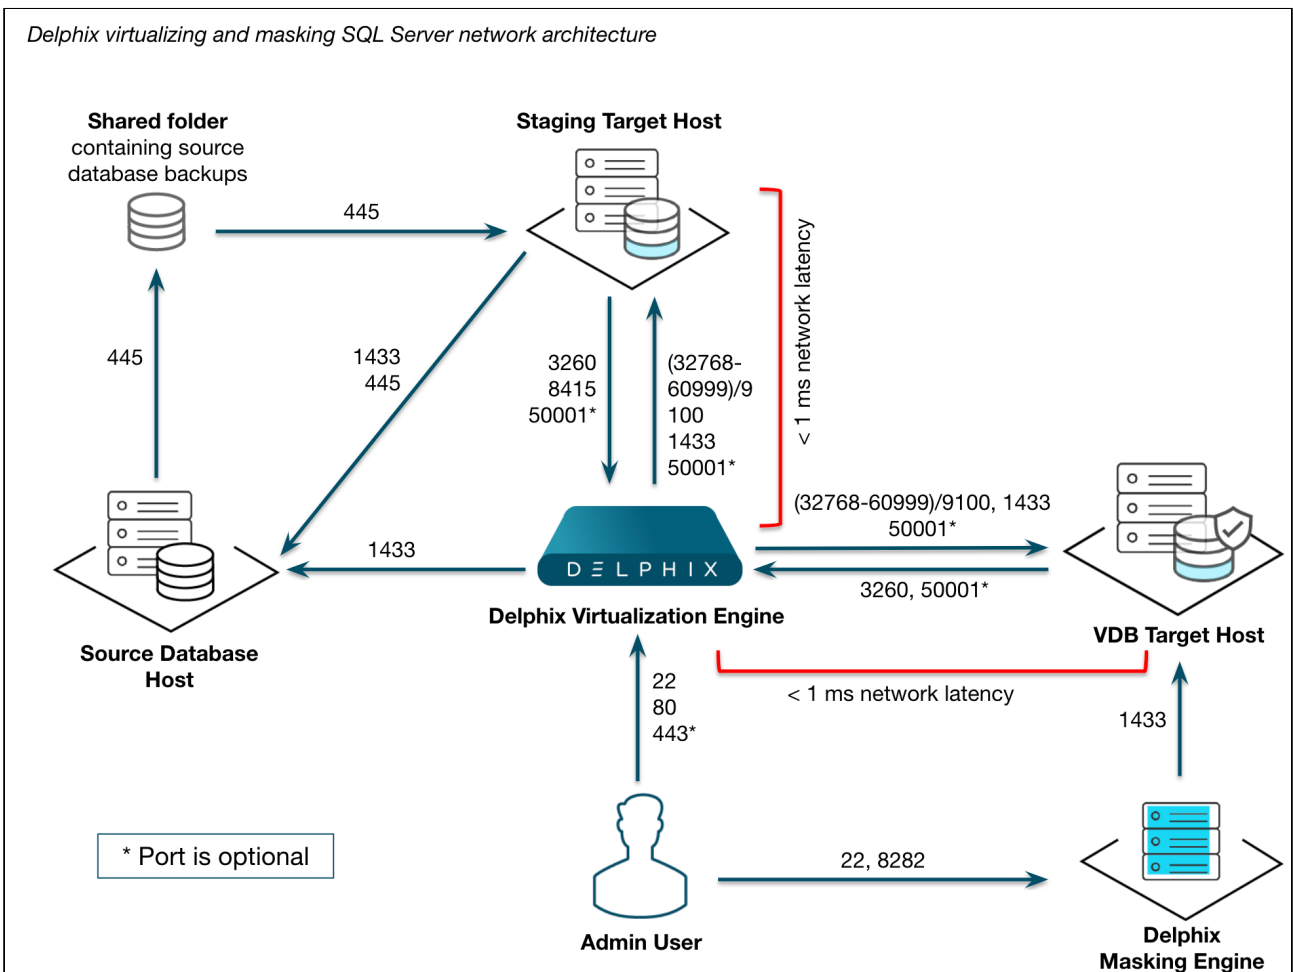 Delphix virtualizing and masking SQL Server network architecture
Shared folder
containing source
database backups
Staging Target Host
445
< 1 ms network latency
445
1433
445
3260
8415
50001*
(32768-
60999)/9
100
1433
50001*
(32768-60999)/9100, 1433
50001*
1433
DELPHIX
3260, 50001*
Delphix Virtualization Engine
VDB Target Host
Source Database
Host
< 1 ms network latency
22
80
443*
1433
* Port is optional
22, 8282
Admin User
Delphix
Masking Engine